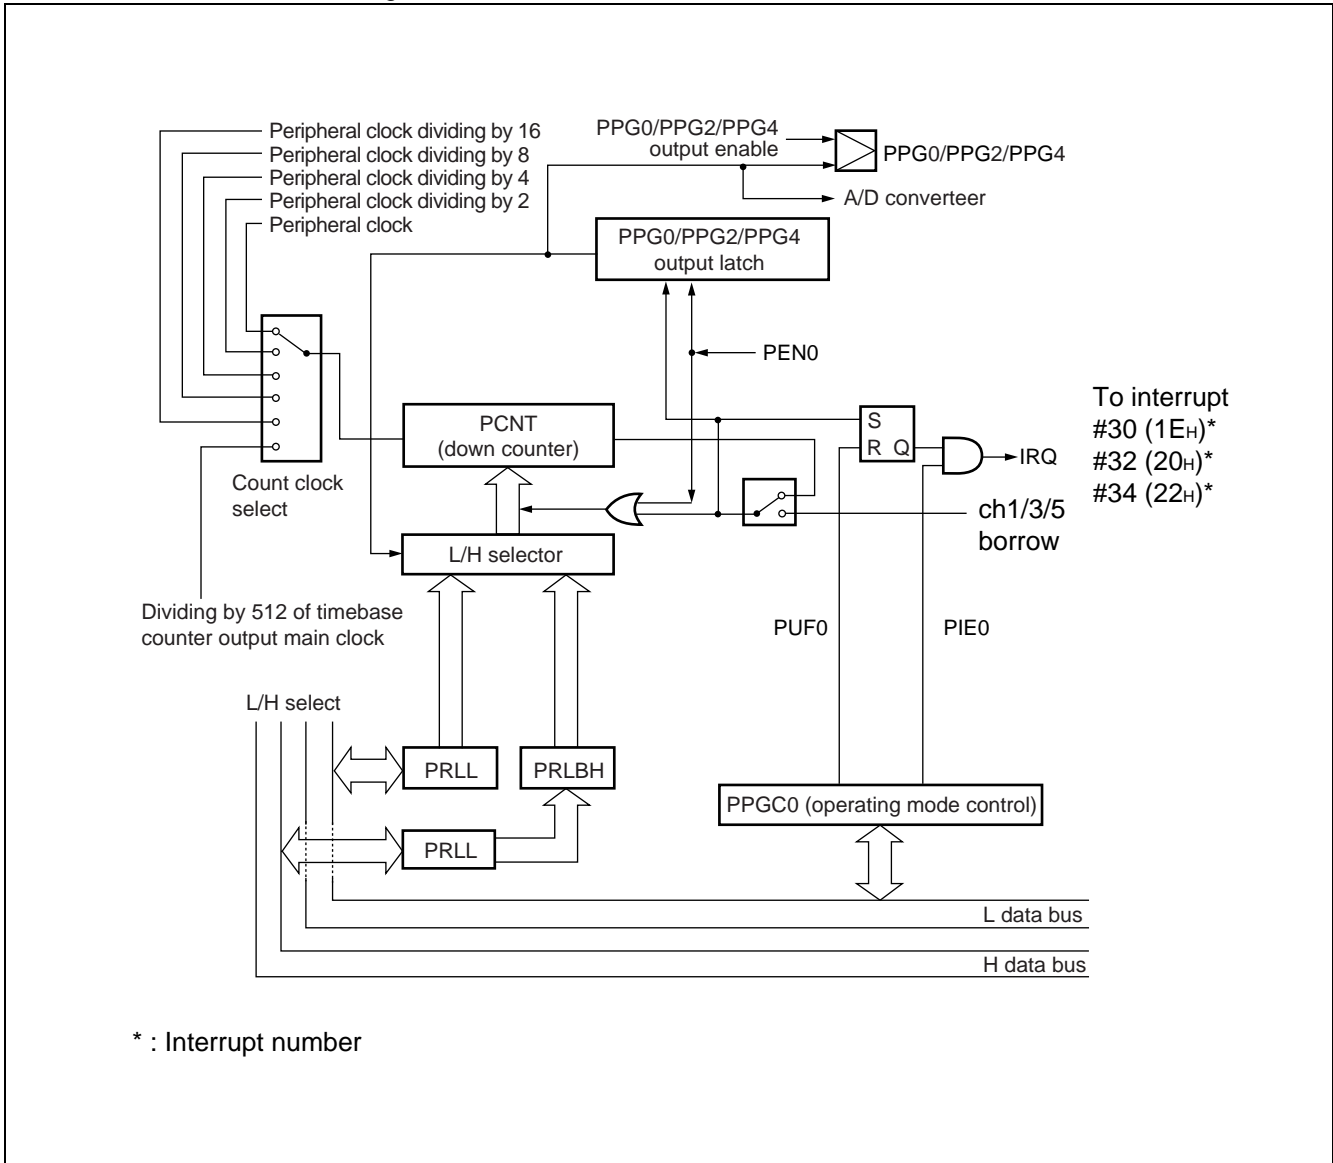 Peripheral clock dividing by 16
Peripheral clock dividing by 8
Peripheral clock dividing by 4
Peripheral clock dividing by 2
Peripheral clock
PPG0/PPG2/PPG4
output enable
PPG0/PPG2/PPG4
A/D converteer
PPG0/PPG2/PPG4
output latch
PEN0
PCNT
(down counter)
S
R Q
IRQ
To interrupt
#30 (1EH)*
#32 (20H)*
#34 (22H)*
Count clock
select
ch1/3/5
borrow
L/H selector
Dividing by 512 of timebase
counter output main clock
PUF0
PIE0
L/H select
PRLL
PRLBH
PPGC0 (operating mode control)
PRLL
L data bus
H data bus
* : Interrupt number